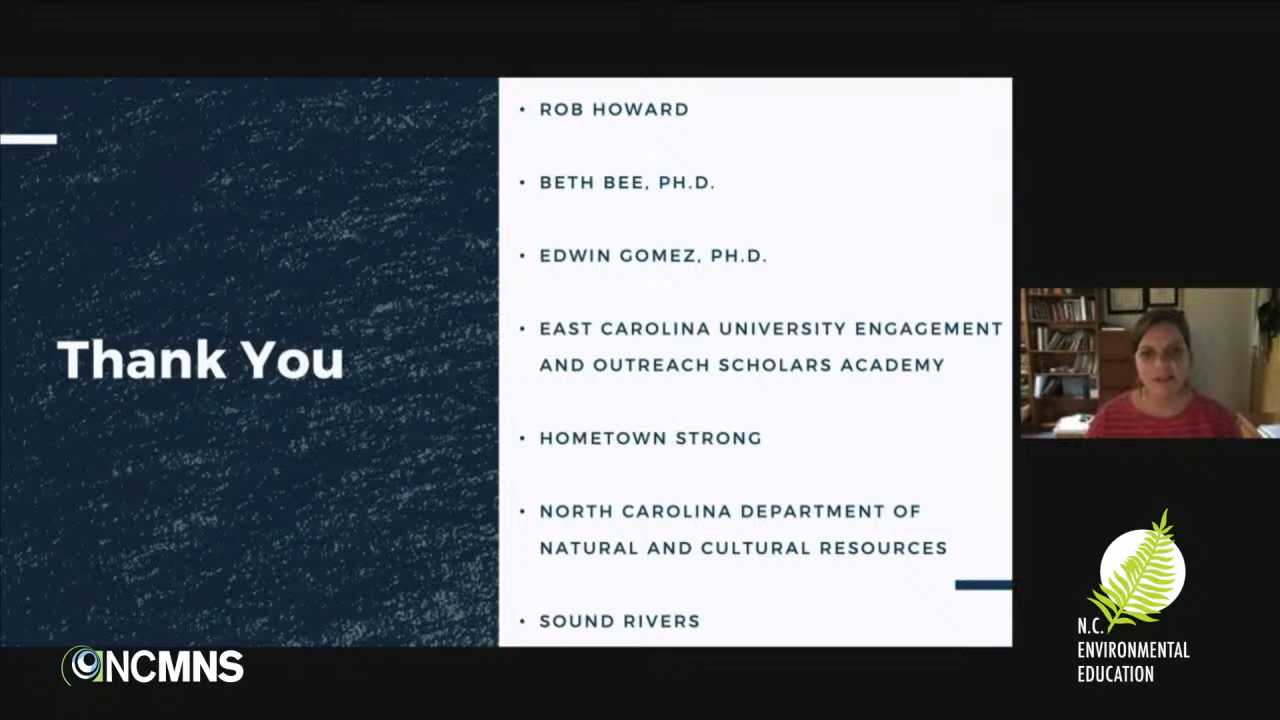 Thank You
• ROB HOWARD
• BETH BEE, PH.D.
• EDWIN GOMEZ, PH.D.
• EAST CAROLINA UNIVERSITY ENGAGEMENT
AND OUTREACH SCHOLARS ACADEMY
• HOMETOWN STRONG
• NORTH CAROLINA DEPARTMENT OF
NATURAL AND CULTURAL RESOURCES
• SOUND RIVERS
NCMNS
N.C.
ENVIRONMENTAL
EDUCATION